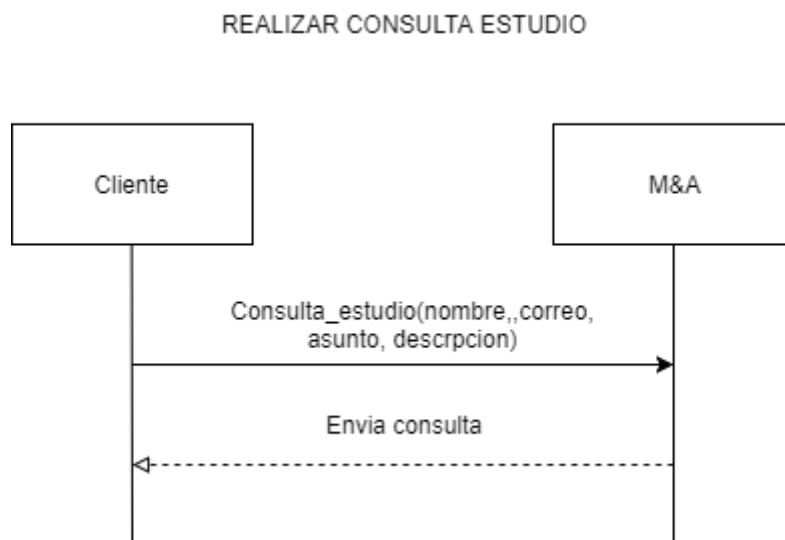 REALIZAR CONSULTA ESTUDIO
Cliente
M&A
Consulta_estudio(nombre,,correo,
asunto, descrpcion)
Envia consulta